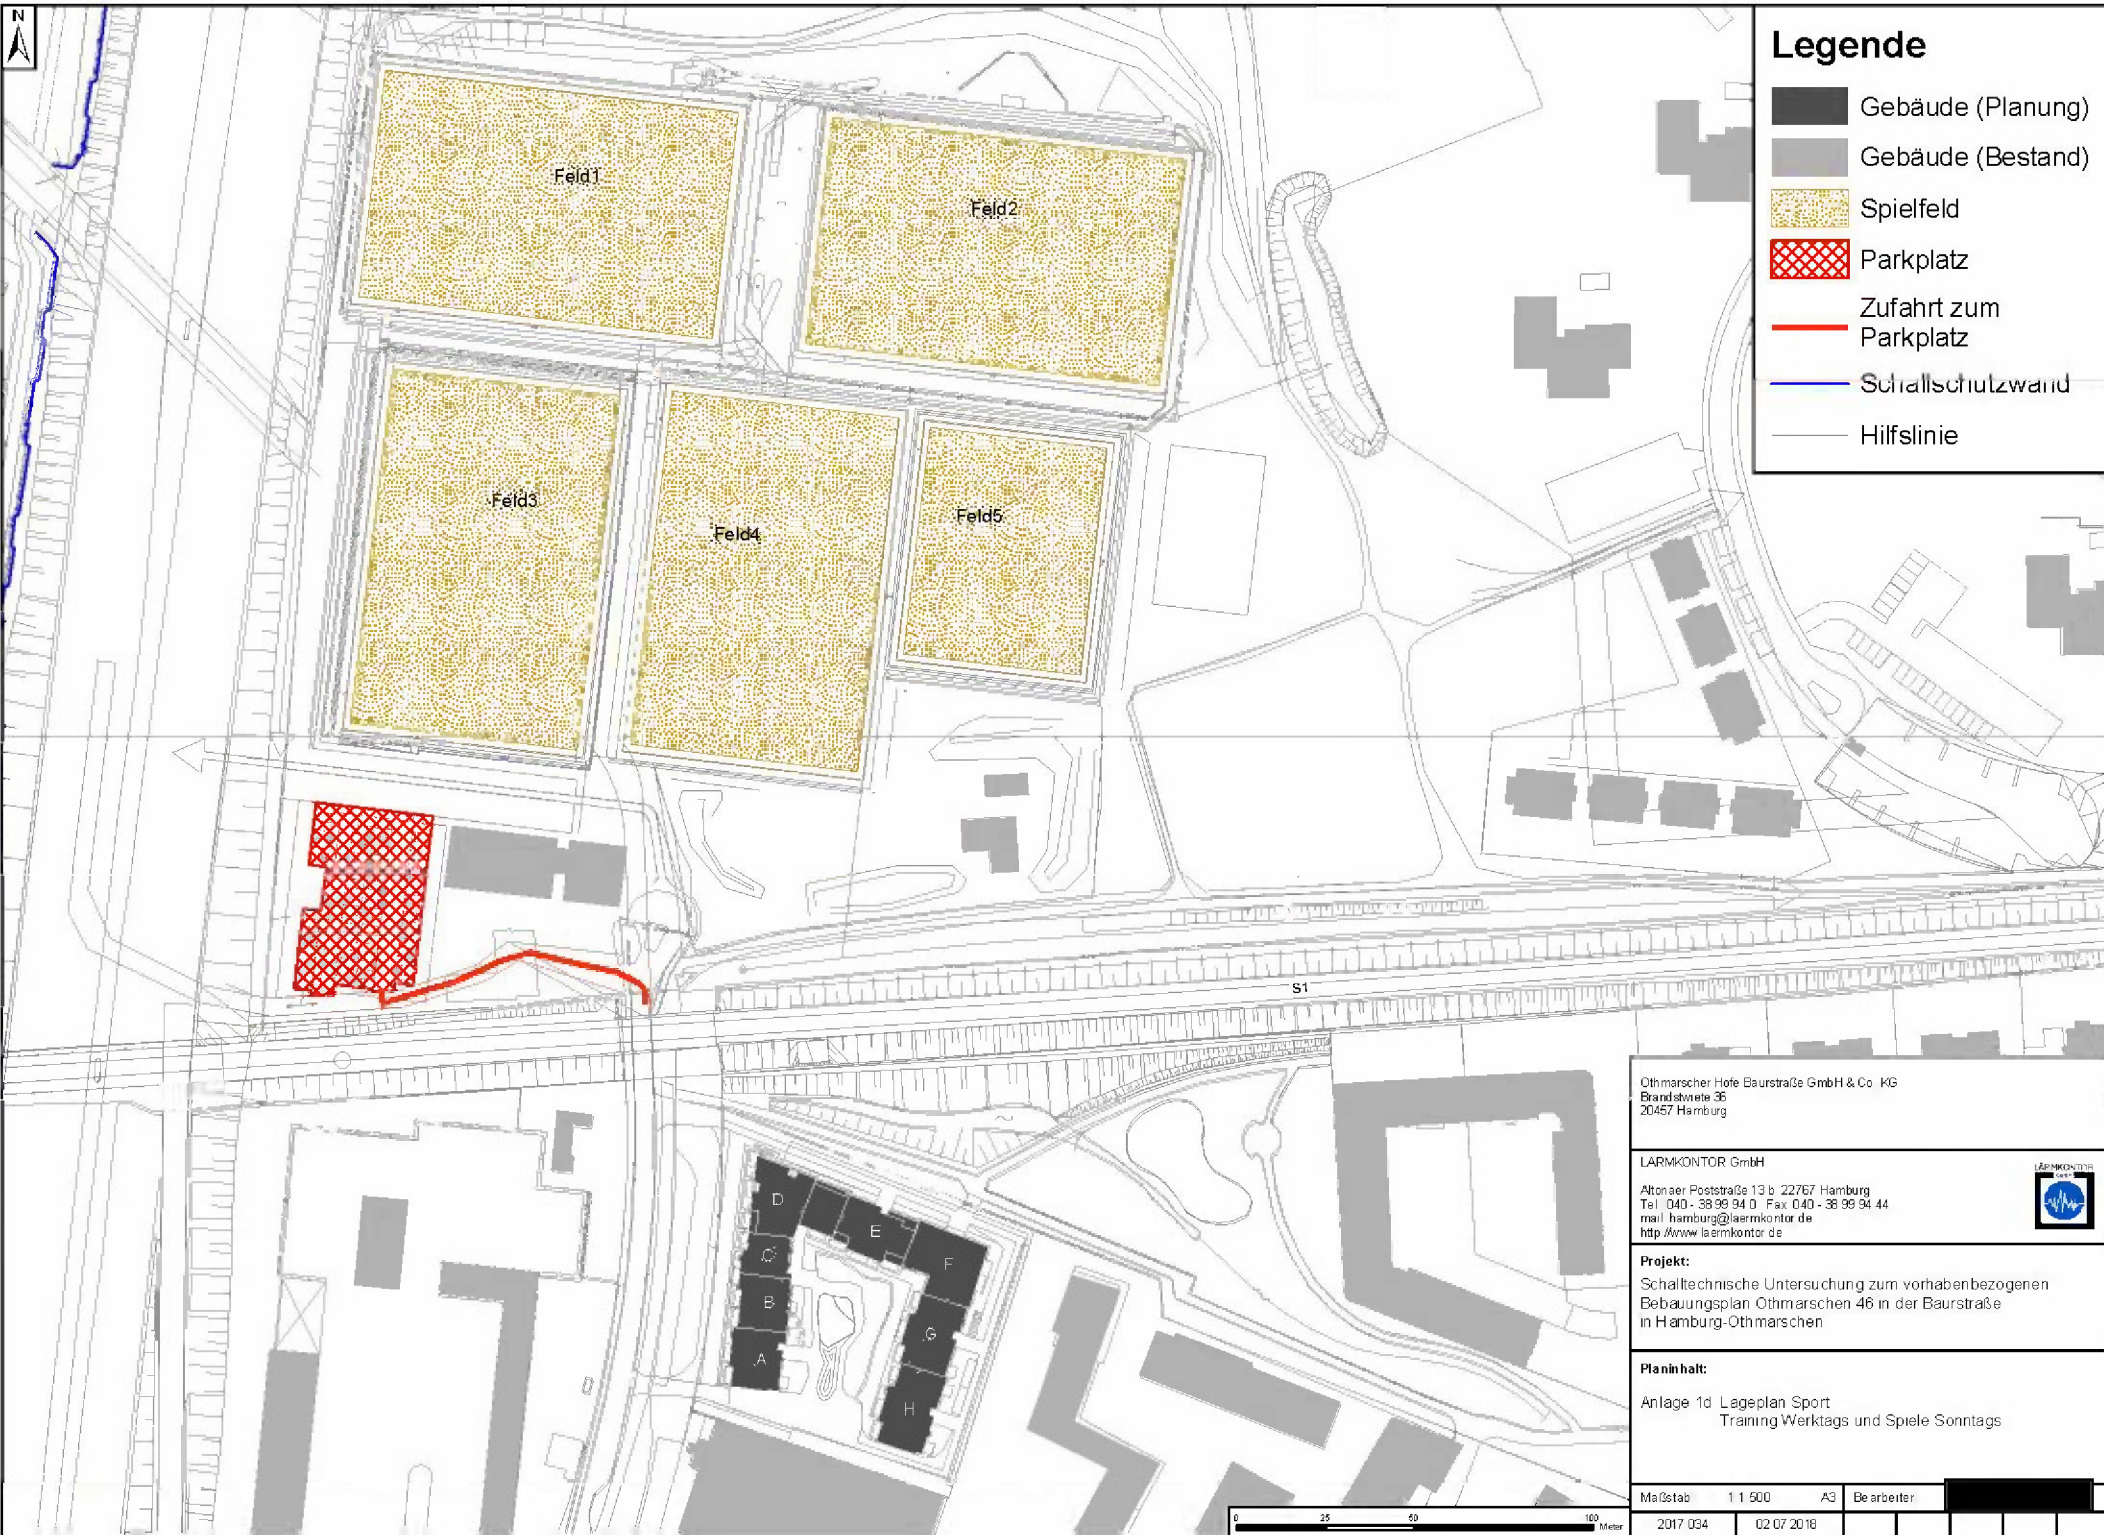 N
Legende
Gebäude (Planung)
Gebäude (Bestand)
Spielfeld
Parkplatz
Zufahrt zum
Parkplatz
Schallschutzwand
Hilfslinie
Feld1
Feld2
Feld3
Feld4
Feld5
S1
D
E
F
C
B
G
A
H
Othmarscher Hofe Baurstraße GmbH & Co KG
Brandstwiete 36
20457 Hamburg
LARMKONTOR GmbH
LÄRMKONTOR
GmbH
Altonaer Poststraße 13 b 22767 Hamburg
Tel 040 - 38 99 94 0 Fax 040 - 38 99 94 44
mail hamburg@laermkontor de
http //www laermkontor de
Projekt:
Schalltechnische Untersuchung zum vorhabenbezogenen
Bebauungsplan Othmarschen 46 in der Baurstraße
in Hamburg-Othmarschen
Planinhalt:
Anlage 1d Lageplan Sport
Training Werktags und Spiele Sonntags
Maßstab 1 1 500 A3 Bearbeiter
2017 034 02 07 2018
0 25 50 100
Meter